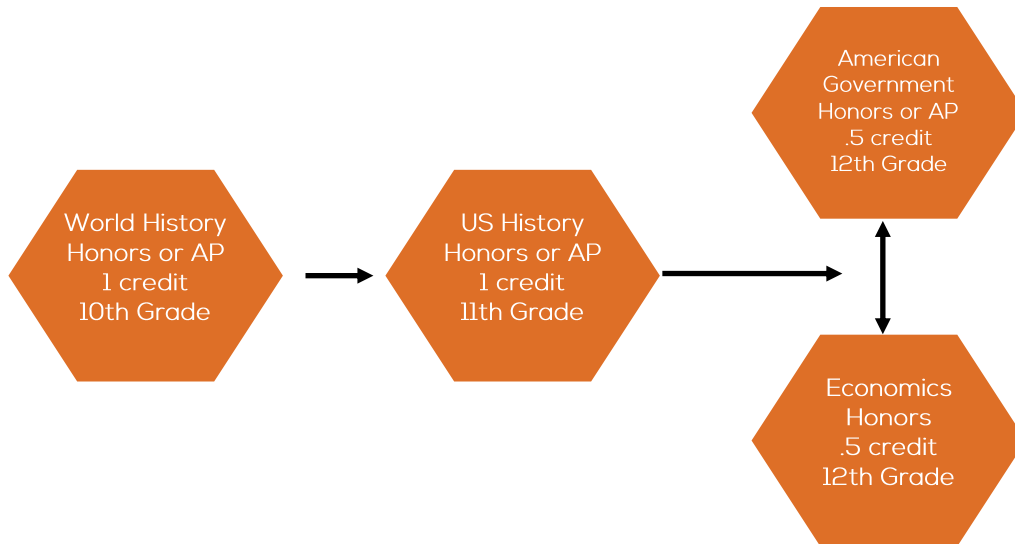 World History
Honors or AP
1 credit
10th Grade
US History
Honors or AP
1 credit
11th Grade
American
Government
Honors or AP
.5 credit
12th Grade
Economics
Honors
.5 credit
12th Grade